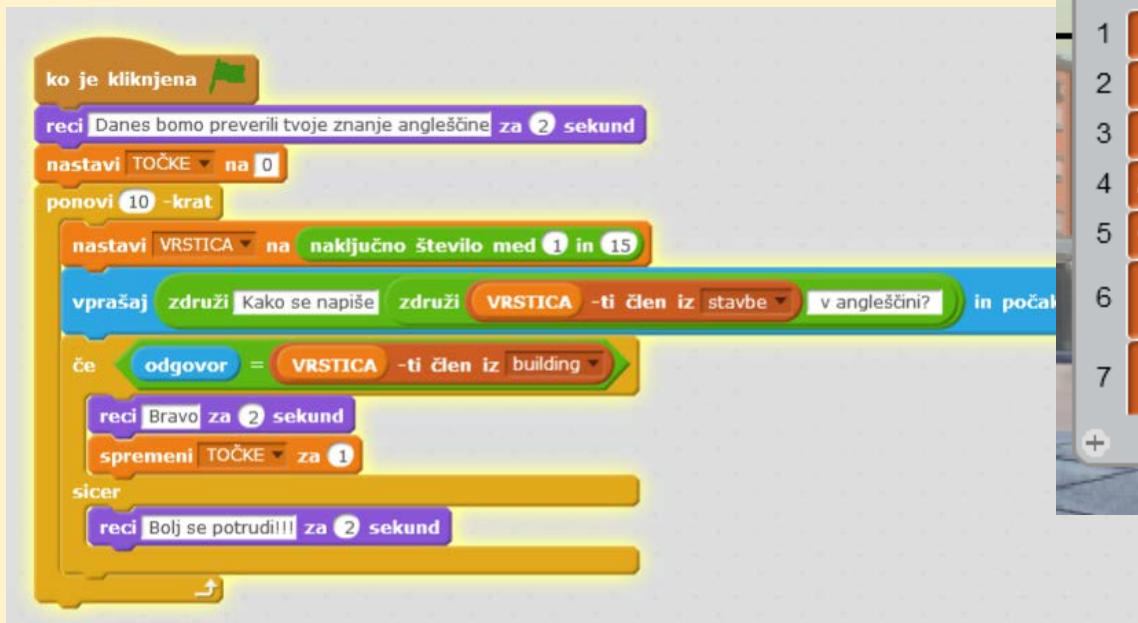 ko je kliknjena
reci Danes bomo preverili tvoje znanje angleščine za 2 sekund
nastavi TOČKE na 0
ponovi 10 -krat
nastavi VRSTICA na naključno število med 1 in 15
vprašaj združi Kako se napiše združi VRSTICA -ti člen iz stavbe v angleščini? in počak
če odgovor = VRSTICA -ti člen iz building
reci Bravo za 2 sekund
spremeni TOČKE za 1
sicer
reci Bolj se potrudi!!! za 2 sekund
1
2
3
4
5
6
7
+